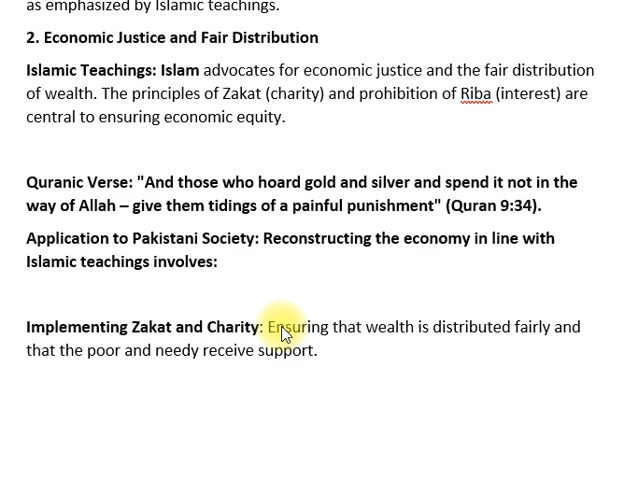 as emphasized by Islamic teachings.
2. Economic Justice and Fair Distribution
Islamic Teachings: Islam advocates for economic justice and the fair distribution
of wealth. The principles of Zakat (charity) and prohibition of Riba (interest) are
central to ensuring economic equity.
Quranic Verse: "And those who hoard gold and silver and spend it not in the
way of Allah – give them tidings of a painful punishment" (Quran 9:34).
Application to Pakistani Society: Reconstructing the economy in line with
Islamic teachings involves:
Implementing Zakat and Charity: Ensuring that wealth is distributed fairly and
that the poor and needy receive support.